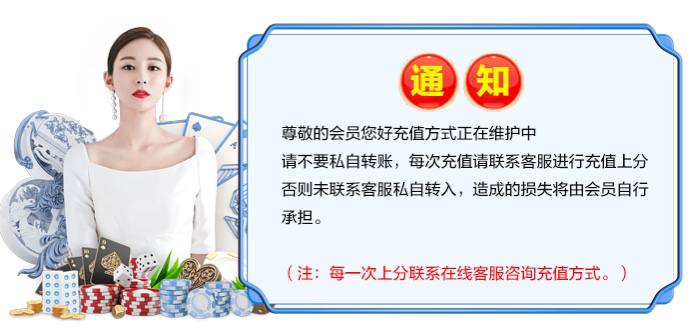 通知
尊敬的会员您好充值方式正在维护中
请不要私自转账，每次充值请联系客服进行充值上分
否则未联系客服私自转入，造成的损失将由会员自行
承担。
（注：每一次上分联系在线客服咨询充值方式。）